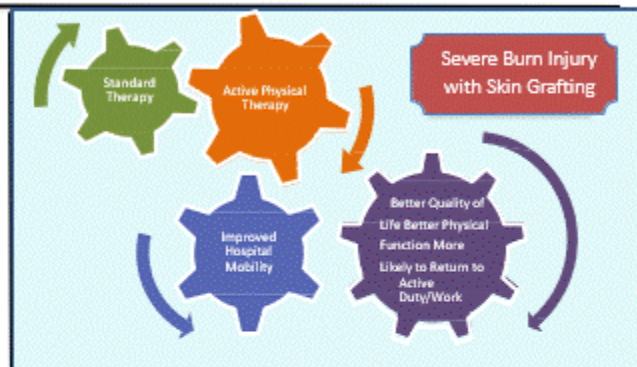 Severe Burn Injury
with Skin Grafting
Standard
Therapy
Active Physical
Therapy
Improved
Hospital
Mobility
Better Quality of
Life Better Physical
Function More
Likely to Return to
Active
Duty/Work